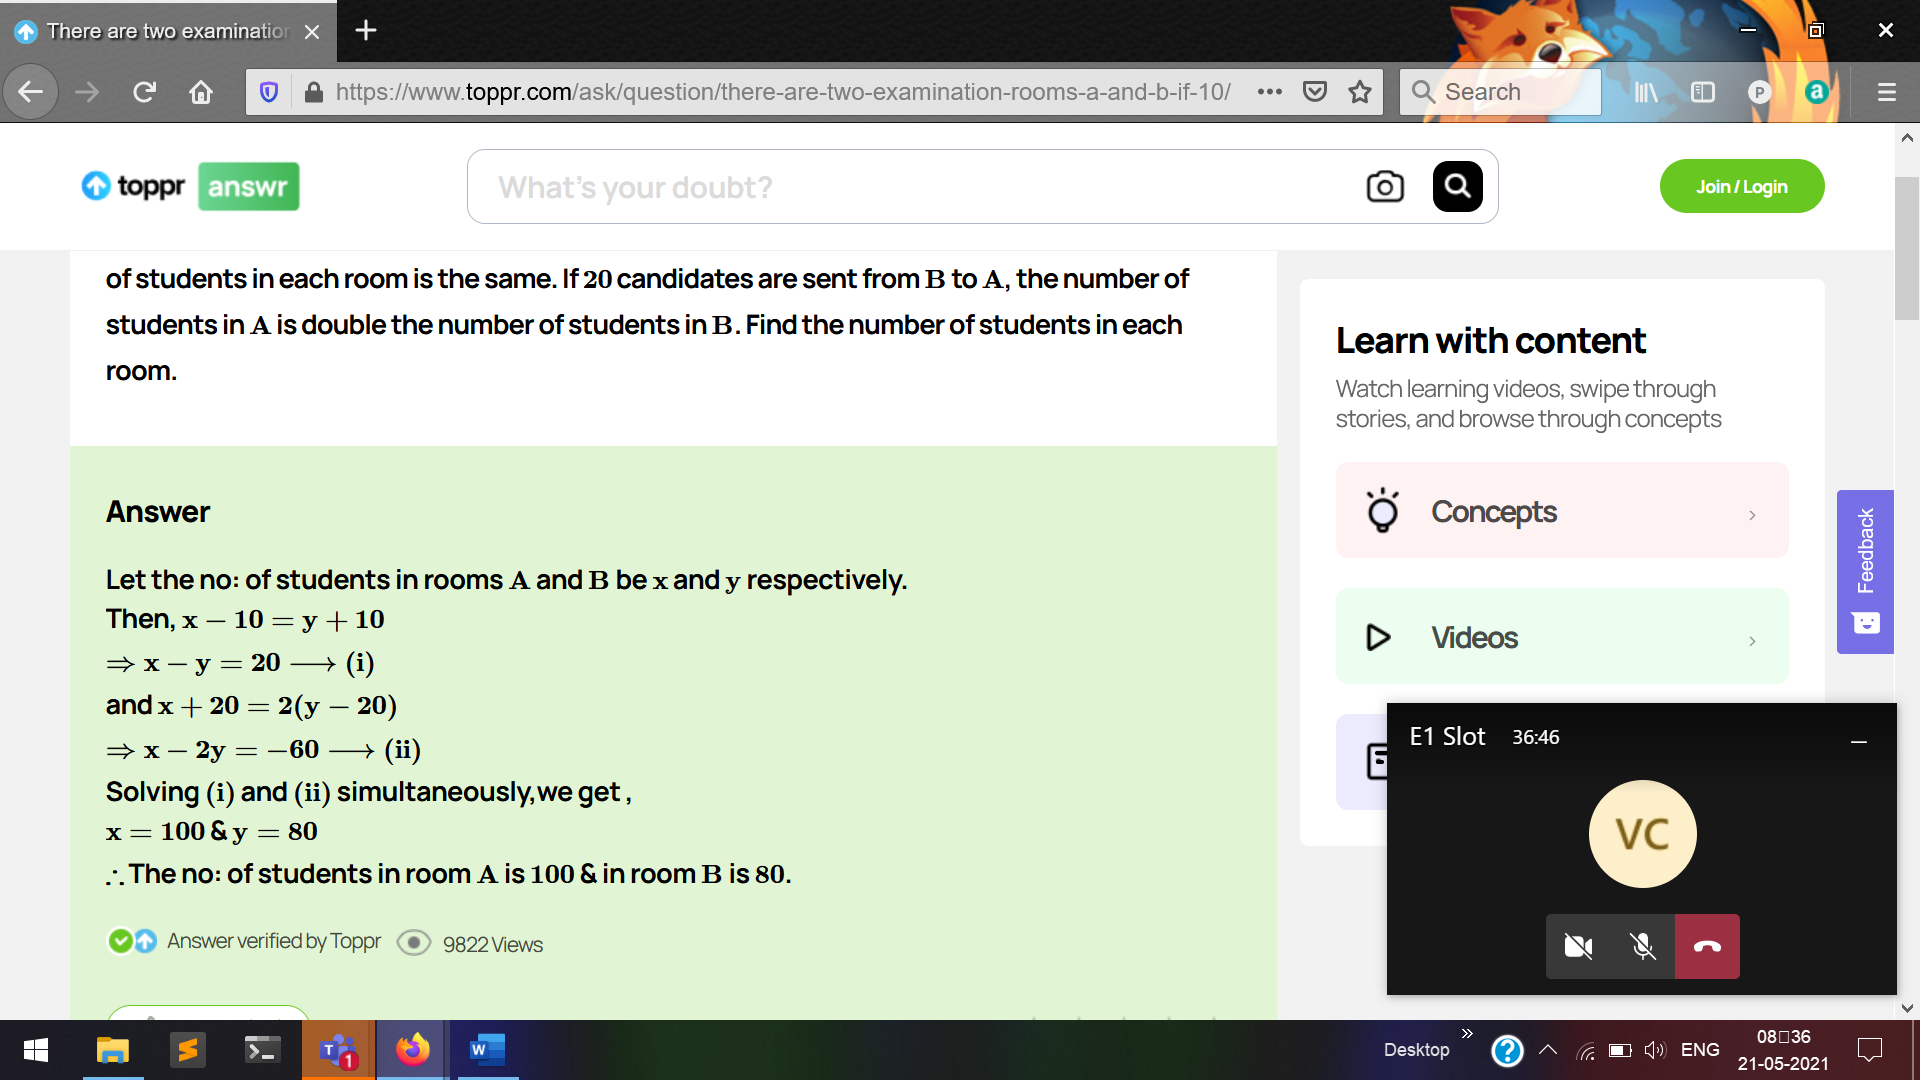 There are two examination
https://www.toppr.com/ask/question/there-are-two-examination-rooms-a-and-b-if-10/
Search
toppr answr
What's your doubt?
Join / Login
of students in each room is the same. If 20 candidates are sent from B to A, the number of
students in A is double the number of students in B. Find the number of students in each
room.
Answer
Let the no: of students in rooms A and B be x and y respectively.
Then, x − 10 = y + 10
⇒ x − y = 20 ⟶ (i)
and x + 20 = 2(y − 20)
⇒ x − 2y = −60 ⟶ (ii)
Solving (i) and (ii) simultaneously,we get ,
x = 100 & y = 80
∴ The no: of students in room A is 100 & in room B is 80.
Answer verified by Toppr
9822 Views
Learn with content
Watch learning videos, swipe through
stories, and browse through concepts
Concepts
Videos
Feedback
E1 Slot 36:46
VC
Desktop
ENG
08:36
21-05-2021